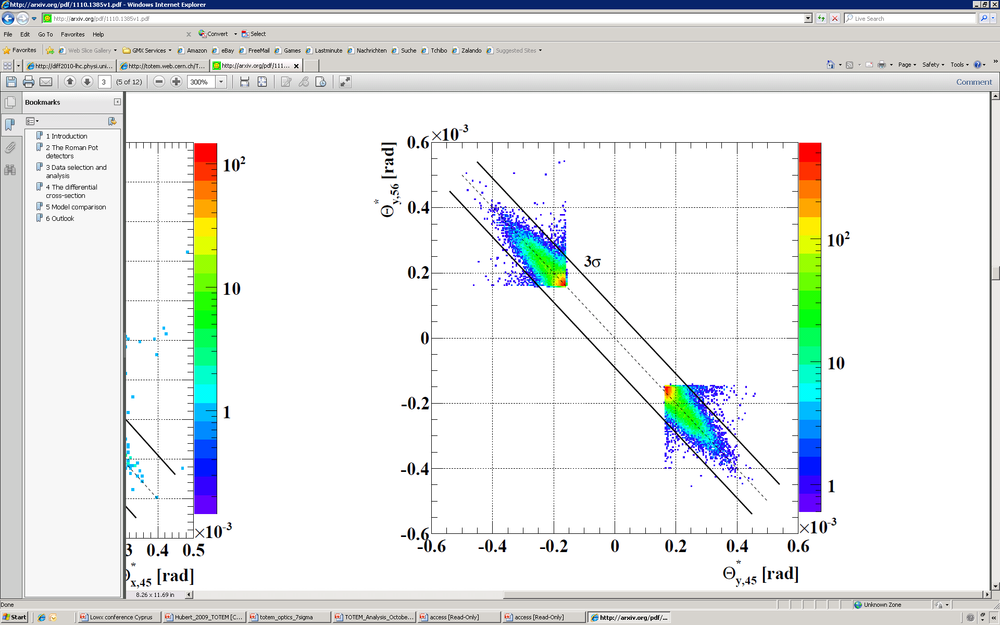 http://arxiv.org/pdf/1110.1385v1.pdf - Windows Internet Explorer
http://arxiv.org/pdf/1110.1385v1.pdf
Live Search
File Edit Go To Favorites Help
x Convert Select
Favorites Web Slice Gallery GMX Services Amazon eBay FreeMail Games Lastminute Nachrichten Suche Tchibo Zalando Suggested Sites
http://diff2010-lhc.physi.uni... http://totem.web.cern.ch/T... http://arxiv.org/pdf/111...
Page Safety Tools
3 (5 of 12) 300% Comment
Bookmarks
1 Introduction
2 The Roman Pot
detectors
3 Data selection and
analysis
4 The differential
cross-section
5 Model comparison
6 Outlook
10²
10
1
×10⁻³
3 0.4 0.5
Θ*x,45 [rad]
×10⁻³
Θ*y,56 [rad]
0.6
0.4
0.2
0
-0.2
-0.4
-0.6
3σ
-0.6 -0.4 -0.2 0 0.2 0.4 0.6
Θ*y,45 [rad]
10²
10
1
×10⁻³
8.26 x 11.69 in
Done
Unknown Zone
Start Lowx conference Cyprus Hubert_2009_TOTEM [C... totem_optics_7sigma TOTEM_Analysis_Octobe... access [Read-Only] access [Read-Only] http://arxiv.org/pdf/...